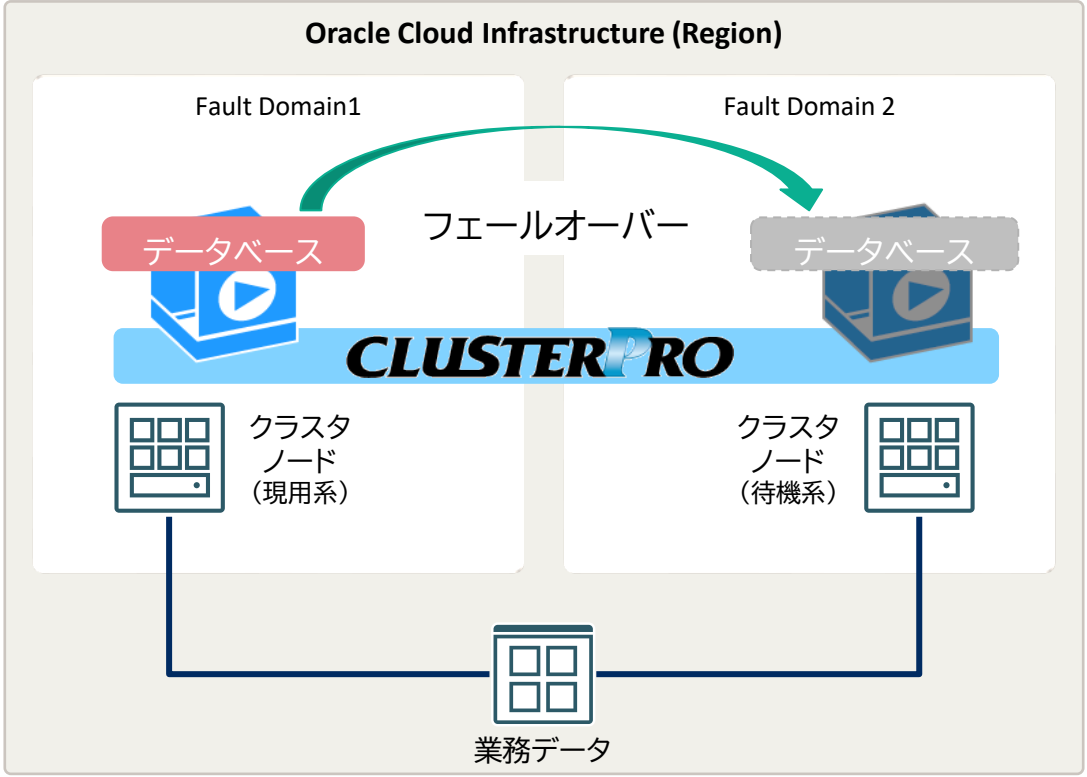 Oracle Cloud Infrastructure (Region)
Fault Domain1
Fault Domain 2
フェールオーバー
データベース
データベース
CLUSTERPRO
クラスタ
ノード
（現用系）
クラスタ
ノード
（待機系）
業務データ